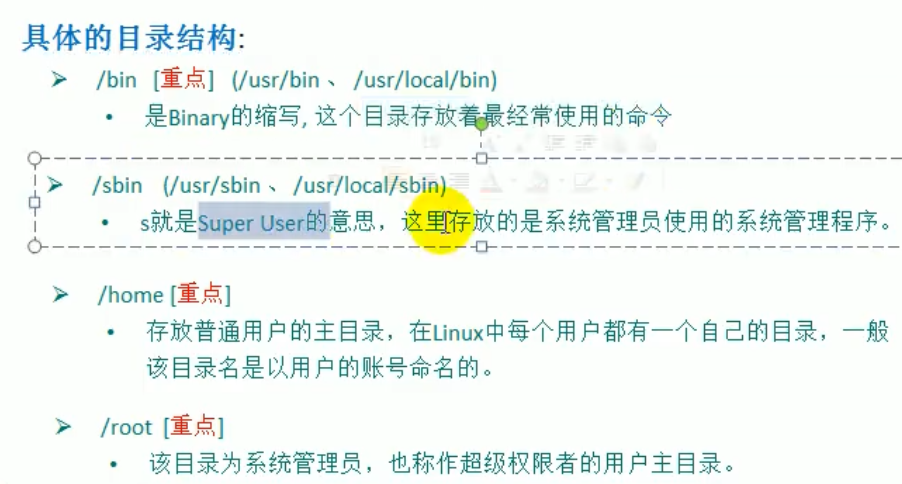 具体的目录结构:
/bin [重点] (/usr/bin 、 /usr/local/bin)
是Binary的缩写, 这个目录存放着最经常使用的命令
/sbin (/usr/sbin 、 /usr/local/sbin)
s就是Super User的意思，这里存放的是系统管理员使用的系统管理程序。
/home [重点]
存放普通用户的主目录，在Linux中每个用户都有一个自己的目录，一般
该目录名是以用户的账号命名的。
/root [重点]
该目录为系统管理员，也称作超级权限者的用户主目录。